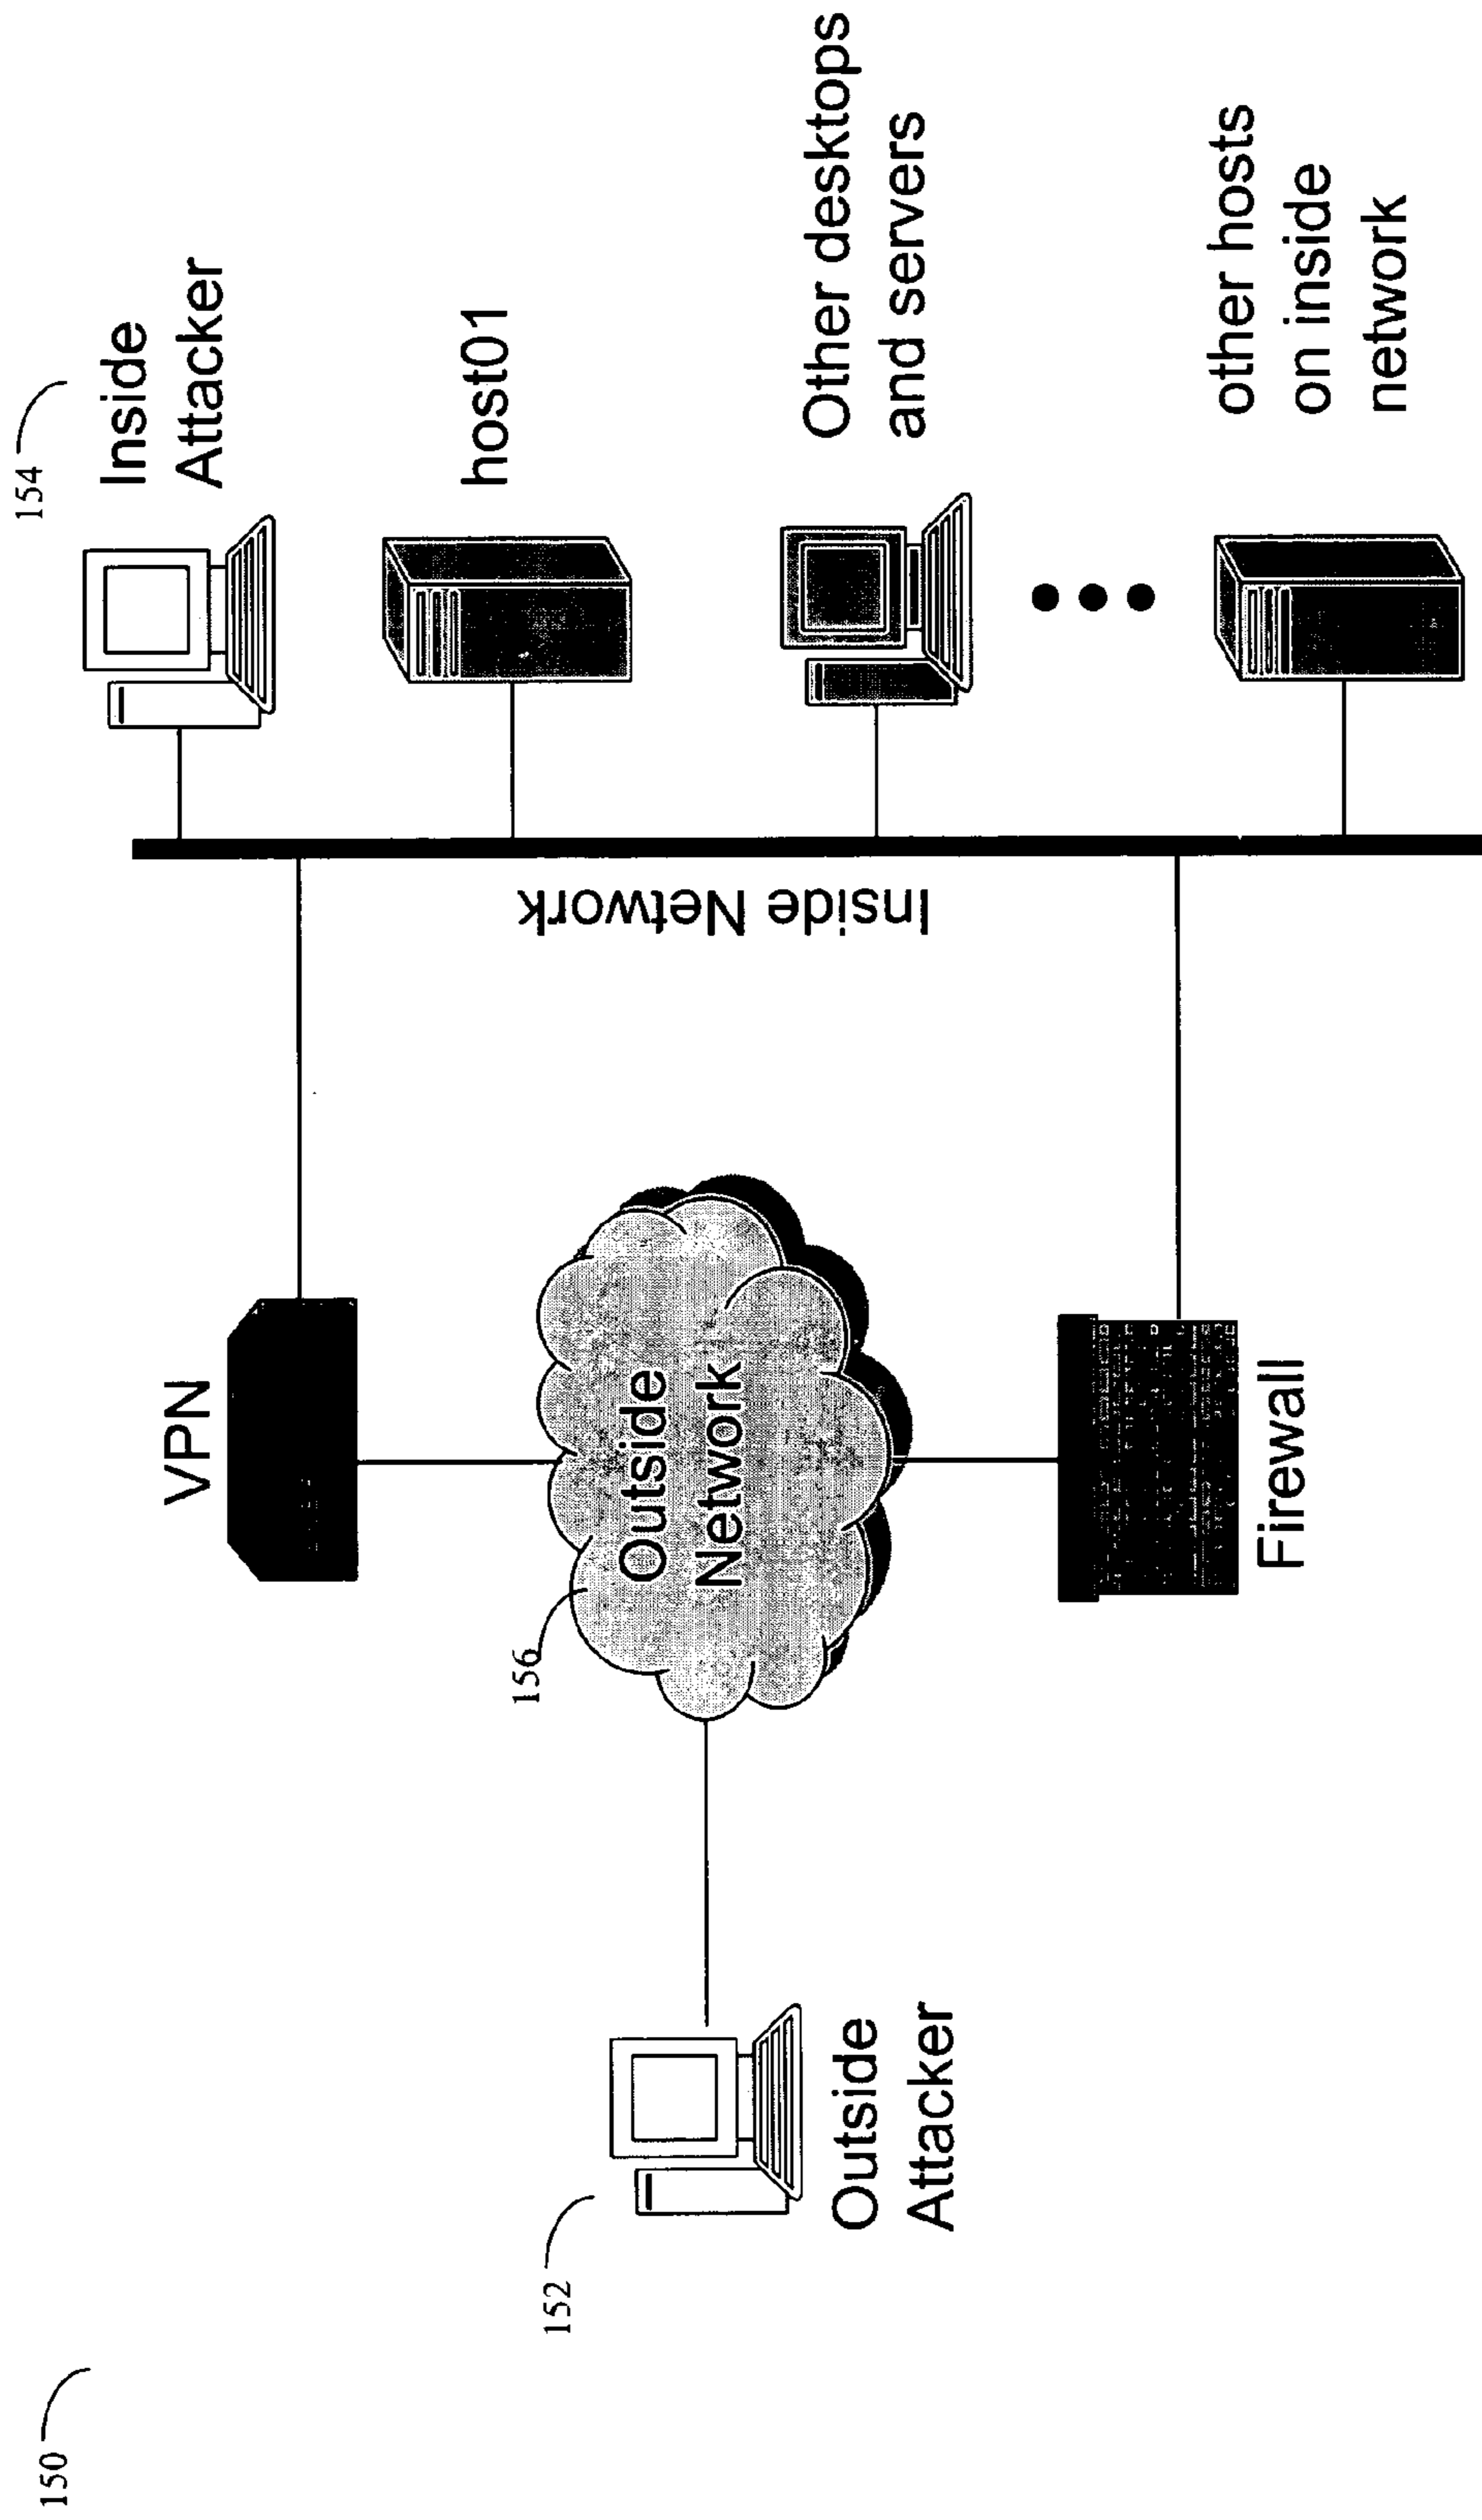 150
152
Outside
Attacker
156
Outside
Network
VPN
Firewall
Inside Network
154
Inside
Attacker
host01
Other desktops
and servers
other hosts
on inside
network